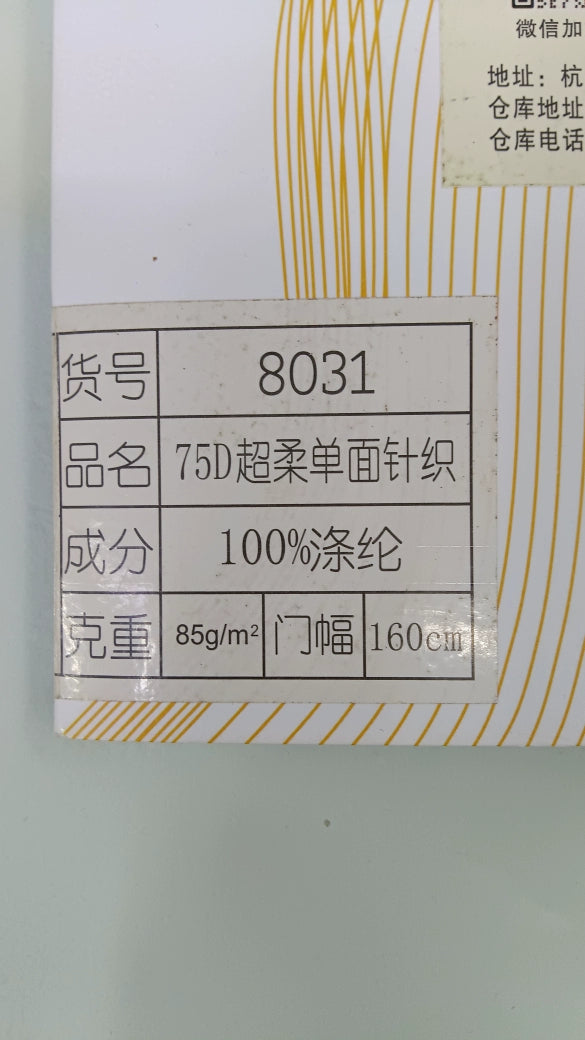 微信加
地址：杭
仓库地址
仓库电话
货号 8031
品名 75D超柔单面针织
成分 100%涤纶
克重 85g/m² 门幅 160cm